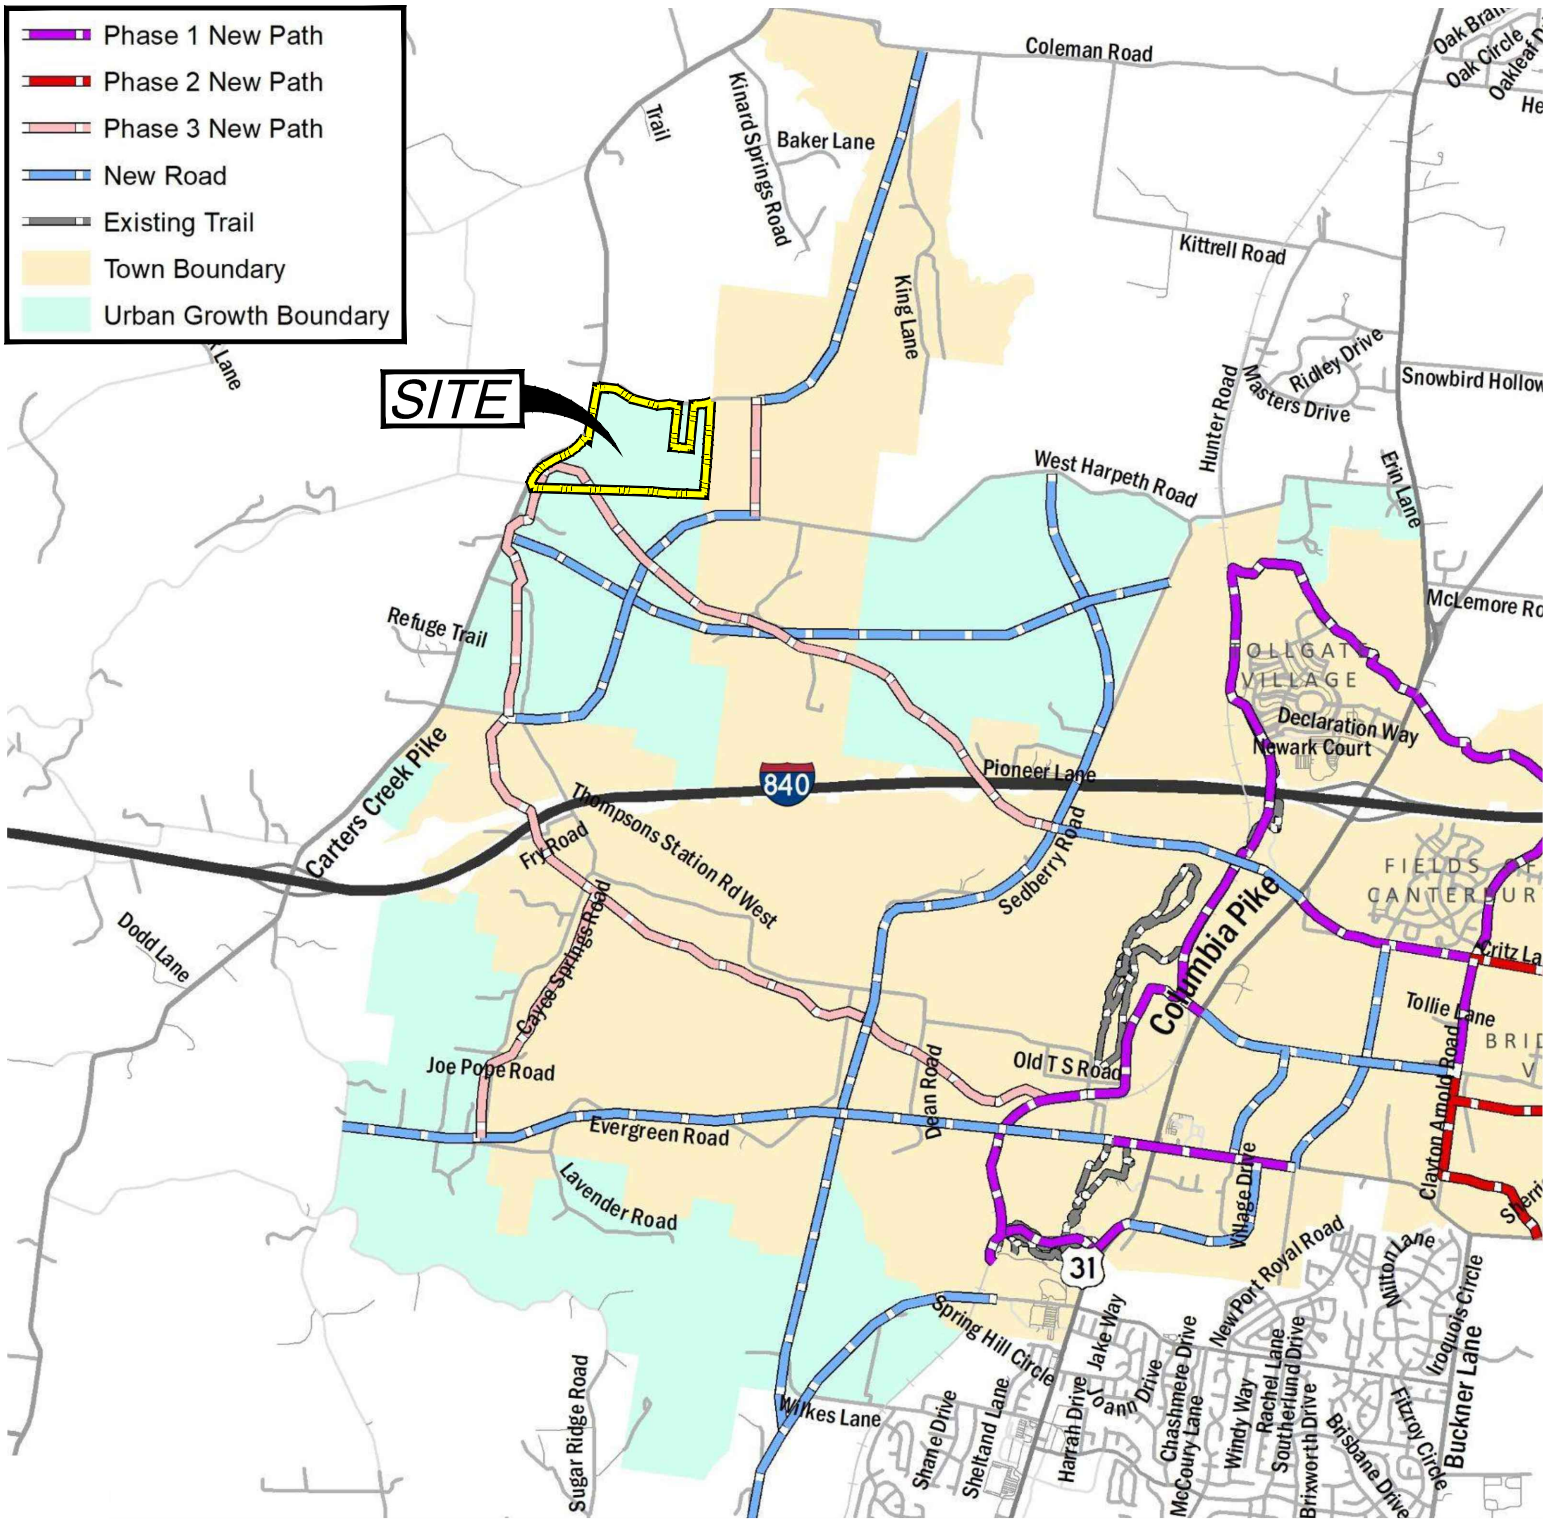 Phase 1 New Path
Phase 2 New Path
Phase 3 New Path
New Road
Existing Trail
Town Boundary
Urban Growth Boundary
Lane
SITE
Trail
Kinard Springs Road
Baker Lane
Coleman Road
Oak Circle
Kittrell Road
King Lane
Hunter Road
Masters Drive
Ridley Drive
Snowbird Hollow
West Harpeth Road
Erin Lane
McLemore
Refuge Trail
VILLAGE
Declaration Way
Newark Court
Pioneer Lane
840
Carters Creek Pike
Thompsons Station Rd West
Fry Road
Sedberry Road
FIELDS OF
Columbia Pike
Dodd Lane
Cayce Springs Road
Joe Pope Road
Old T S Road
Dean Road
Tollie Lane
Clayton Arnold Road
Evergreen Road
Lavender Road
Village Drive
31
New Port Royal Road
Milton Lane
Iroquois Circle
Buckner Lane
Spring Hill Circle
Jake Way
Joann Drive
Chashmere Drive
McCoury Lane
Windy Way
Rachel Lane
Southerlund Drive
Brixworth Drive
Brisbane Drive
Fitzroy Circle
Wilkes Lane
Shane Drive
Sheltand Lane
Harrah Drive
Sugar Ridge Road